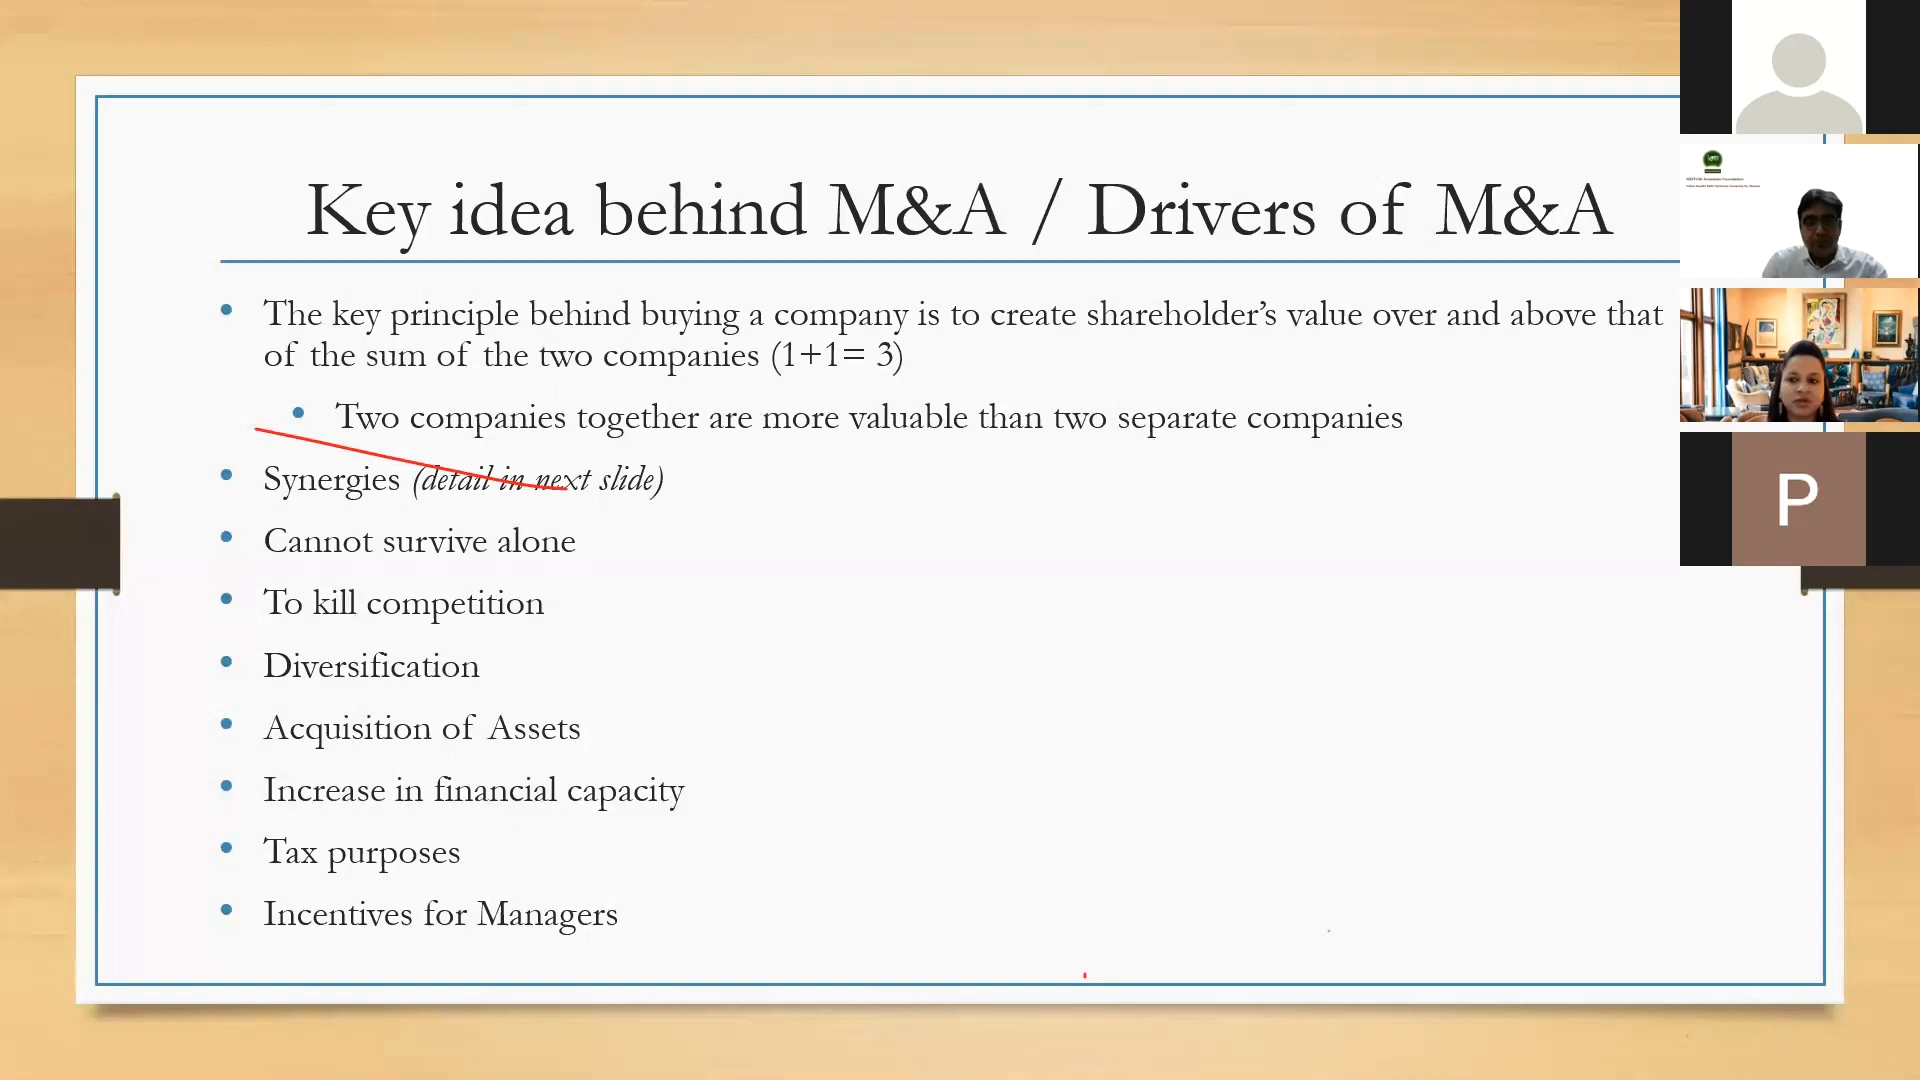 Key idea behind M&A / Drivers of M&A
• The key principle behind buying a company is to create shareholder’s value over and above that
of the sum of the two companies (1+1= 3)
• Two companies together are more valuable than two separate companies
• Synergies (detail in next slide)
• Cannot survive alone
• To kill competition
• Diversification
• Acquisition of Assets
• Increase in financial capacity
• Tax purposes
• Incentives for Managers
P